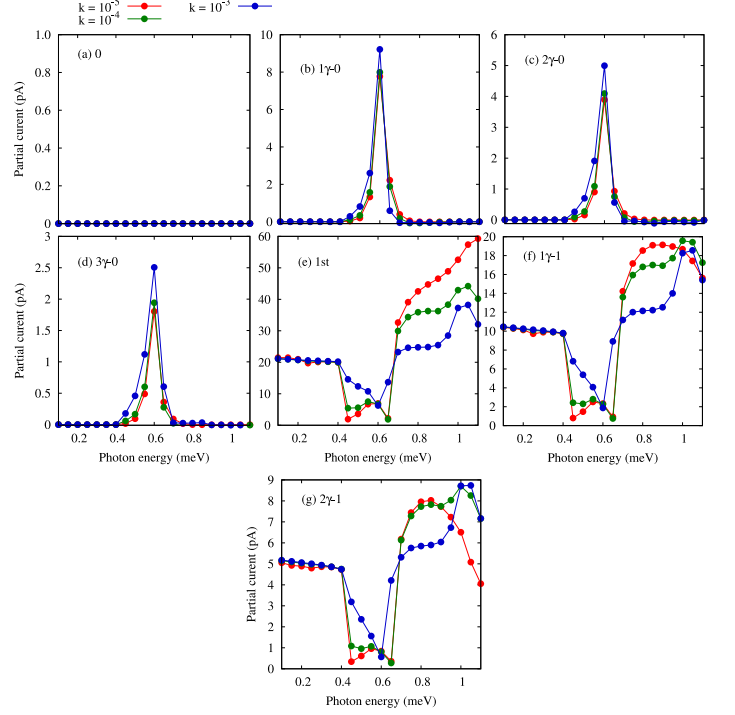 k = 10⁻⁵ k = 10⁻³
k = 10⁻⁴
1.0 10 6
(a) 0 (b) 1γ-0 (c) 2γ-0
0.8 8 5
0.6 6 4
3
0.4 4
2
0.2 2
1
0 0 0
Partial curent (pA)
3 60 20
(d) 3γ-0 (e) 1st (f) 1γ-1
18
2.5 50
16
2 40 14
12
1.5 30 10
8
1 20
6
0.5 10 4
2
0 0 0
Partial curent (pA)
0.2 0.4 0.6 0.8 1 0.2 0.4 0.6 0.8 1 0.2 0.4 0.6 0.8 1
Photon energy (meV) Photon energy (meV) Photon energy (meV)
9
(g) 2γ-1
8
7
6
5
4
3
2
1
0
Partial curent (pA)
0.2 0.4 0.6 0.8 1
Photon energy (meV)